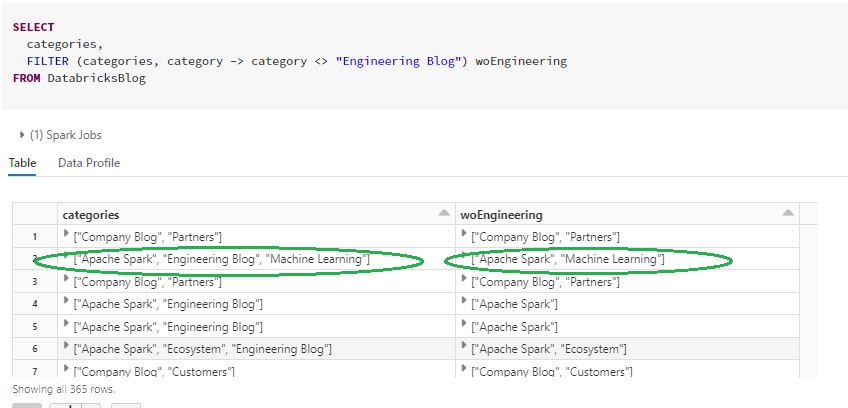 SELECT
categories,
FILTER (categories, category -> category <> "Engineering Blog") woEngineering
FROM DatabricksBlog
(1) Spark Jobs
Table Data Profile
categories woEngineering
1 ["Company Blog", "Partners"] ["Company Blog", "Partners"]
2 ["Apache Spark", "Engineering Blog", "Machine Learning"] ["Apache Spark", "Machine Learning"]
3 ["Company Blog", "Partners"] ["Company Blog", "Partners"]
4 ["Apache Spark", "Engineering Blog"] ["Apache Spark"]
5 ["Apache Spark", "Engineering Blog"] ["Apache Spark"]
6 ["Apache Spark", "Ecosystem", "Engineering Blog"] ["Apache Spark", "Ecosystem"]
7 ["Company Blog", "Customers"] ["Company Blog", "Customers"]
Showing all 365 rows.